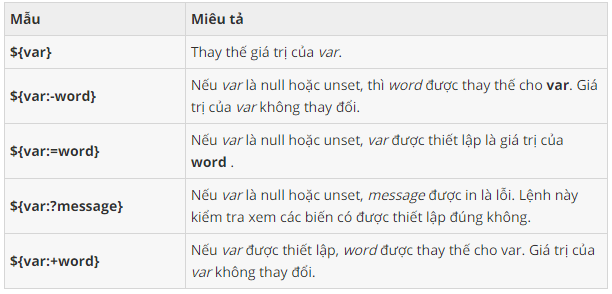 Mẫu Miêu tả
${var} Thay thế giá trị của var.
${var:-word} Nếu var là null hoặc unset, thì word được thay thế cho var. Giá
trị của var không thay đổi.
${var:=word} Nếu var là null hoặc unset, var được thiết lập là giá trị của
word .
${var:?message} Nếu var là null hoặc unset, message được in là lỗi. Lệnh này
kiểm tra xem các biến có được thiết lập đúng không.
${var:+word} Nếu var được thiết lập, word được thay thế cho var. Giá trị của
var không thay đổi.